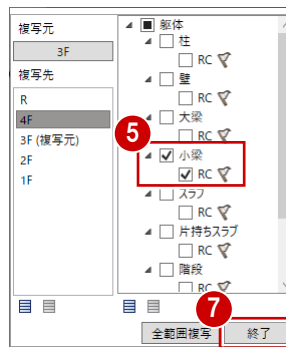 複写元
3F
複写先
R
4F
3F (複写元)
2F
1F
躯体
柱
RC
壁
RC
大梁
RC
5
小梁
RC
スラブ
RC
片持ちスラブ
RC
階段
RC
7
全範囲複写
終了